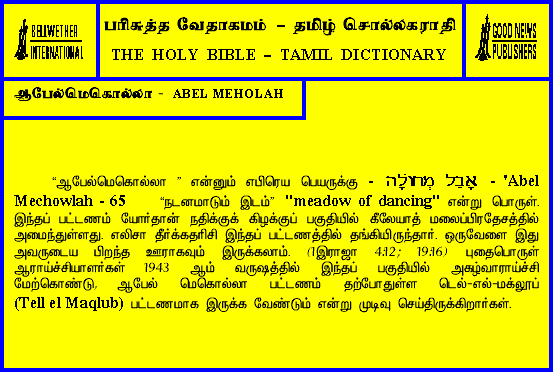 BELLWETHER
INTERNATIONAL
பரிசுத்த வேதாகமம் – தமிழ் சொல்லகராதி
THE HOLY BIBLE – TAMIL DICTIONARY
GOOD NEWS
PUBLISHERS
ஆபேல்மெகொல்லா - ABEL MEHOLAH
“ஆபேல்மெகொல்லா ” என்னும் எபிரெய பெயருக்கு - אָבֵל מְחוֹלָה - 'Abel
Mechowlah - 65 “நடனமாடும் இடம்” "meadow of dancing" என்று பொருள்.
இந்தப் பட்டணம் யோர்தான் நதிக்குக் கிழக்குப் பகுதியில் கீலேயாத் மலைப்பிரதேசத்தில்
அமைந்துள்ளது. எலிசா தீர்க்கதரிசி இந்தப் பட்டணத்தில் தங்கியிருந்தார். ஒருவேளை இது
அவருடைய பிறந்த ஊராகவும் இருக்கலாம். (1இராஜா 4:12; 19:16) புதைபொருள்
ஆராய்ச்சியாளர்கள் 1943 ஆம் வருஷத்தில் இந்தப் பகுதியில் அகழ்வாராய்ச்சி
மேற்கொண்டு, ஆபேல் மெகொல்லா பட்டணம் தற்போதுள்ள டெல்-எல்-மக்லூப்
(Tell el Maqlub) பட்டணமாக இருக்க வேண்டும் என்று முடிவு செய்திருக்கிறார்கள்.